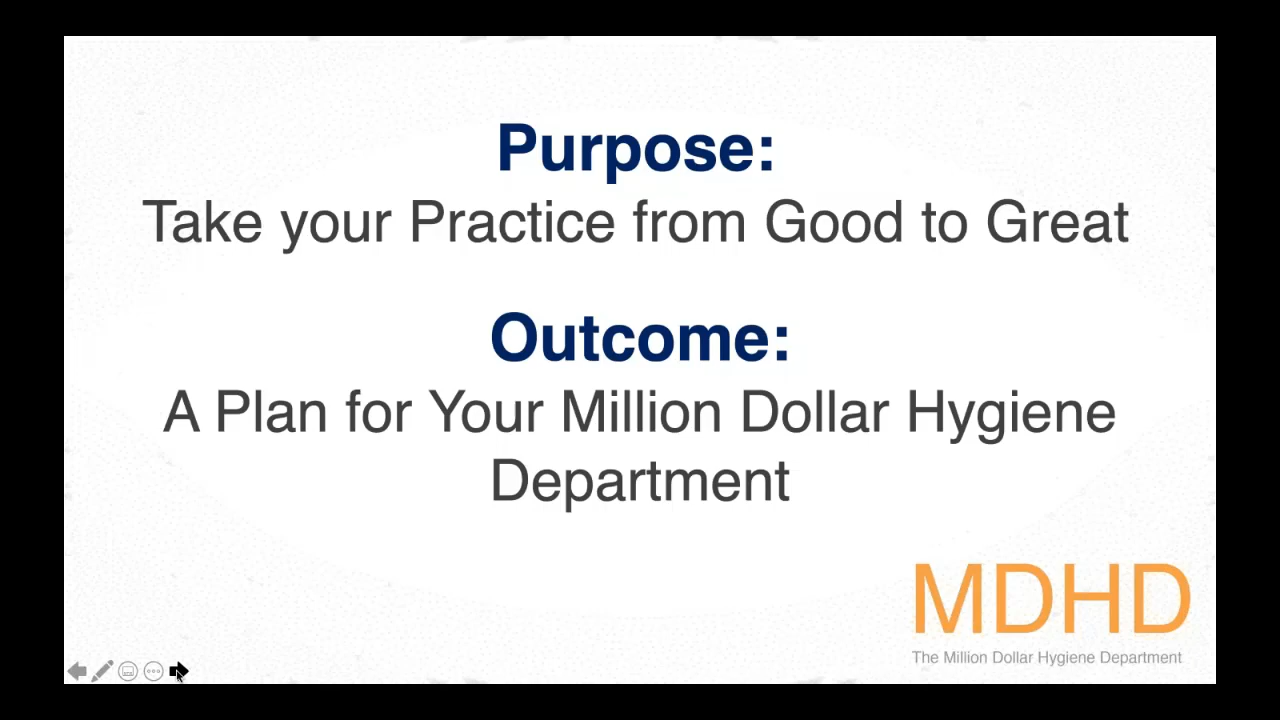 Purpose:
Take your Practice from Good to Great
Outcome:
A Plan for Your Million Dollar Hygiene
Department
MDHD
The Million Dollar Hygiene Department